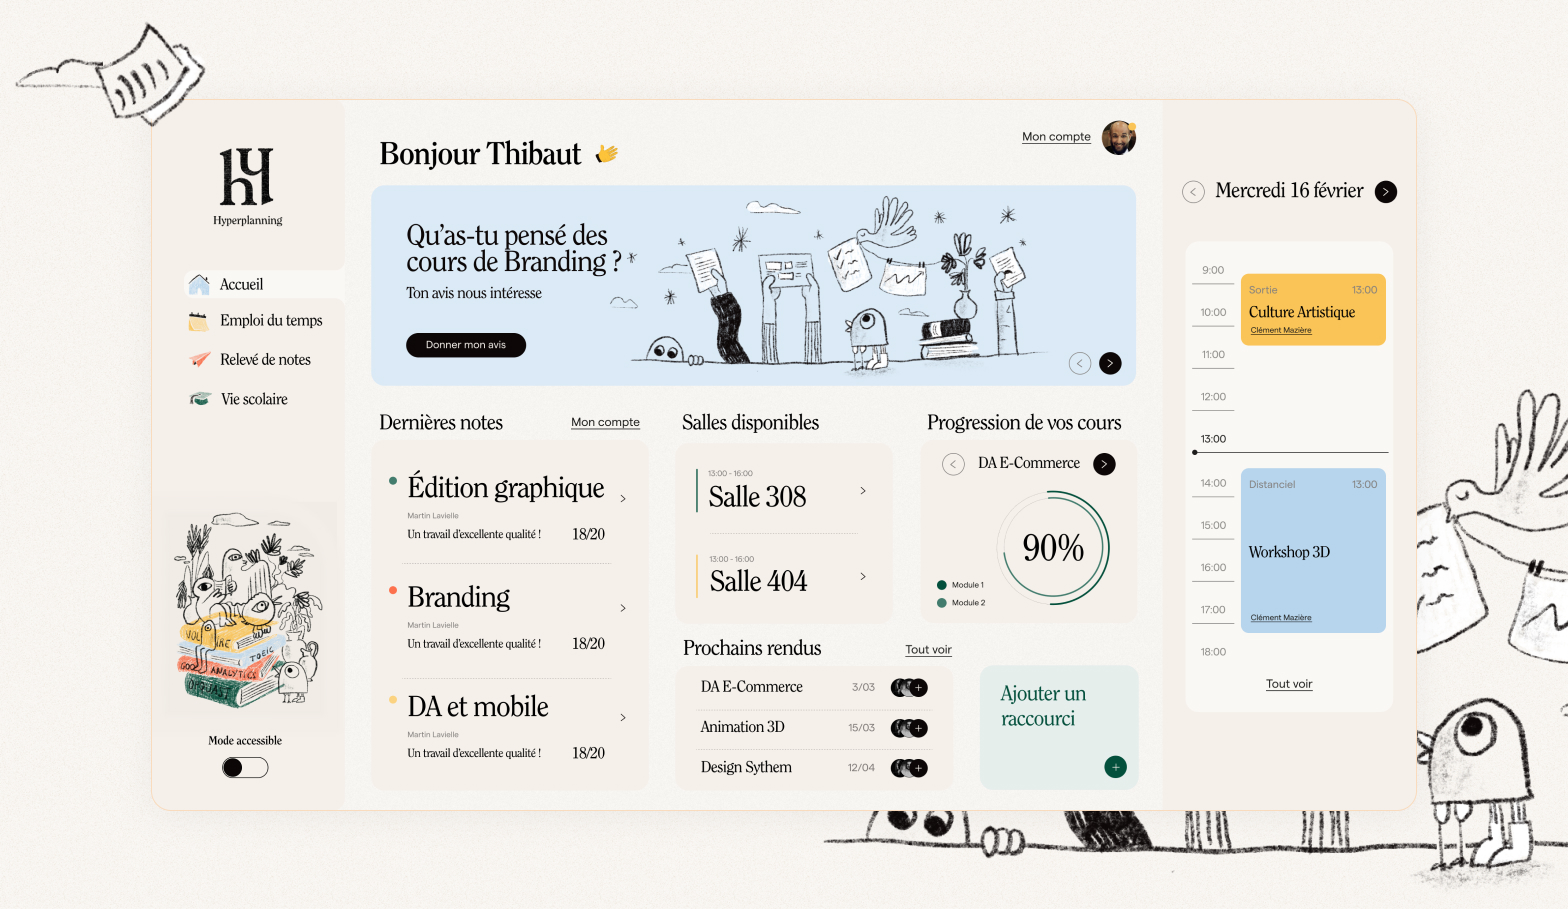 hy
Hyperplanning
Accueil
Emploi du temps
Relevé de notes
Vie scolaire
VOLTAIRE
TOEIC
GOOGLE ANALYTICS
Mode accessible
Bonjour Thibaut
Mon compte
Qu’as-tu pensé des
cours de Branding ?
Ton avis nous intéresse
Donner mon avis
Dernières notes
Mon compte
Édition graphique
Martin Lavielle
Un travail d’excellente qualité !
18/20
Branding
Martin Lavielle
Un travail d’excellente qualité !
18/20
DA et mobile
Martin Lavielle
Un travail d’excellente qualité !
18/20
Salles disponibles
13:00 - 16:00
Salle 308
13:00 - 16:00
Salle 404
Progression de vos cours
DA E-Commerce
90%
Module 1
Module 2
Prochains rendus
Tout voir
DA E-Commerce
3/03
Animation 3D
15/03
Design Sythem
12/04
Ajouter un
raccourci
Mercredi 16 février
9:00
10:00
11:00
12:00
13:00
14:00
15:00
16:00
17:00
18:00
Sortie
13:00
Culture Artistique
Clément Mazière
Distanciel
13:00
Workshop 3D
Clément Mazière
Tout voir